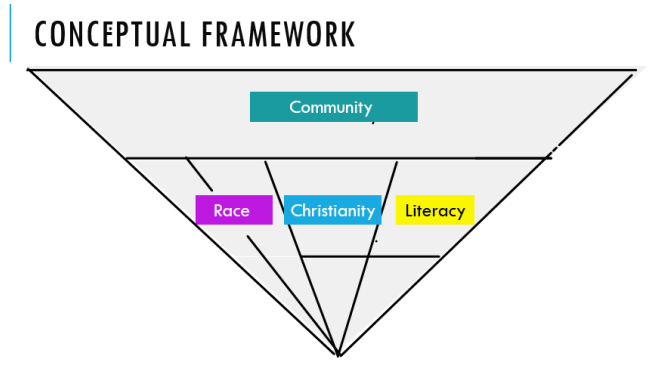 CONCEPTUAL FRAMEWORK
Community
Race Christianity Literacy